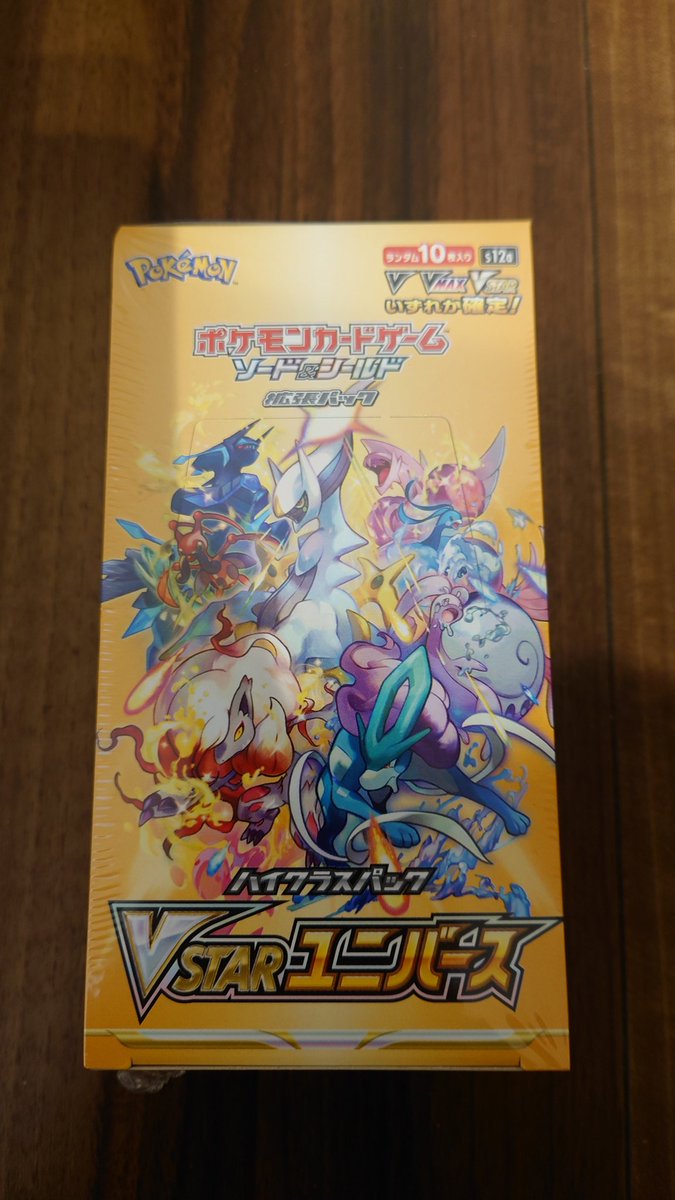 POKÉMON
ランダム10枚入り S12a
V VMAX VSTAR
いずれか確定！
ポケモンカードゲーム
ソード&シールド
拡張パック
ハイクラスパック
VSTARユニバース